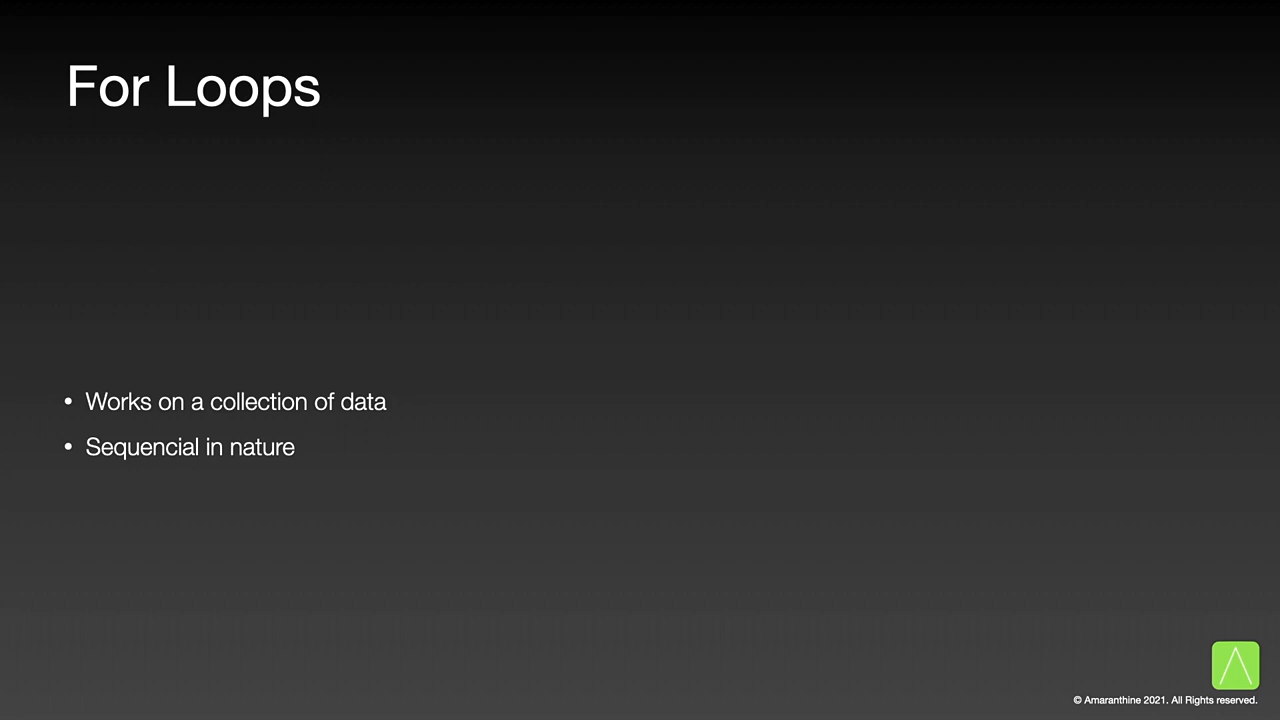 For Loops
• Works on a collection of data
• Sequencial in nature
© Amaranthine 2021. All Rights reserved.